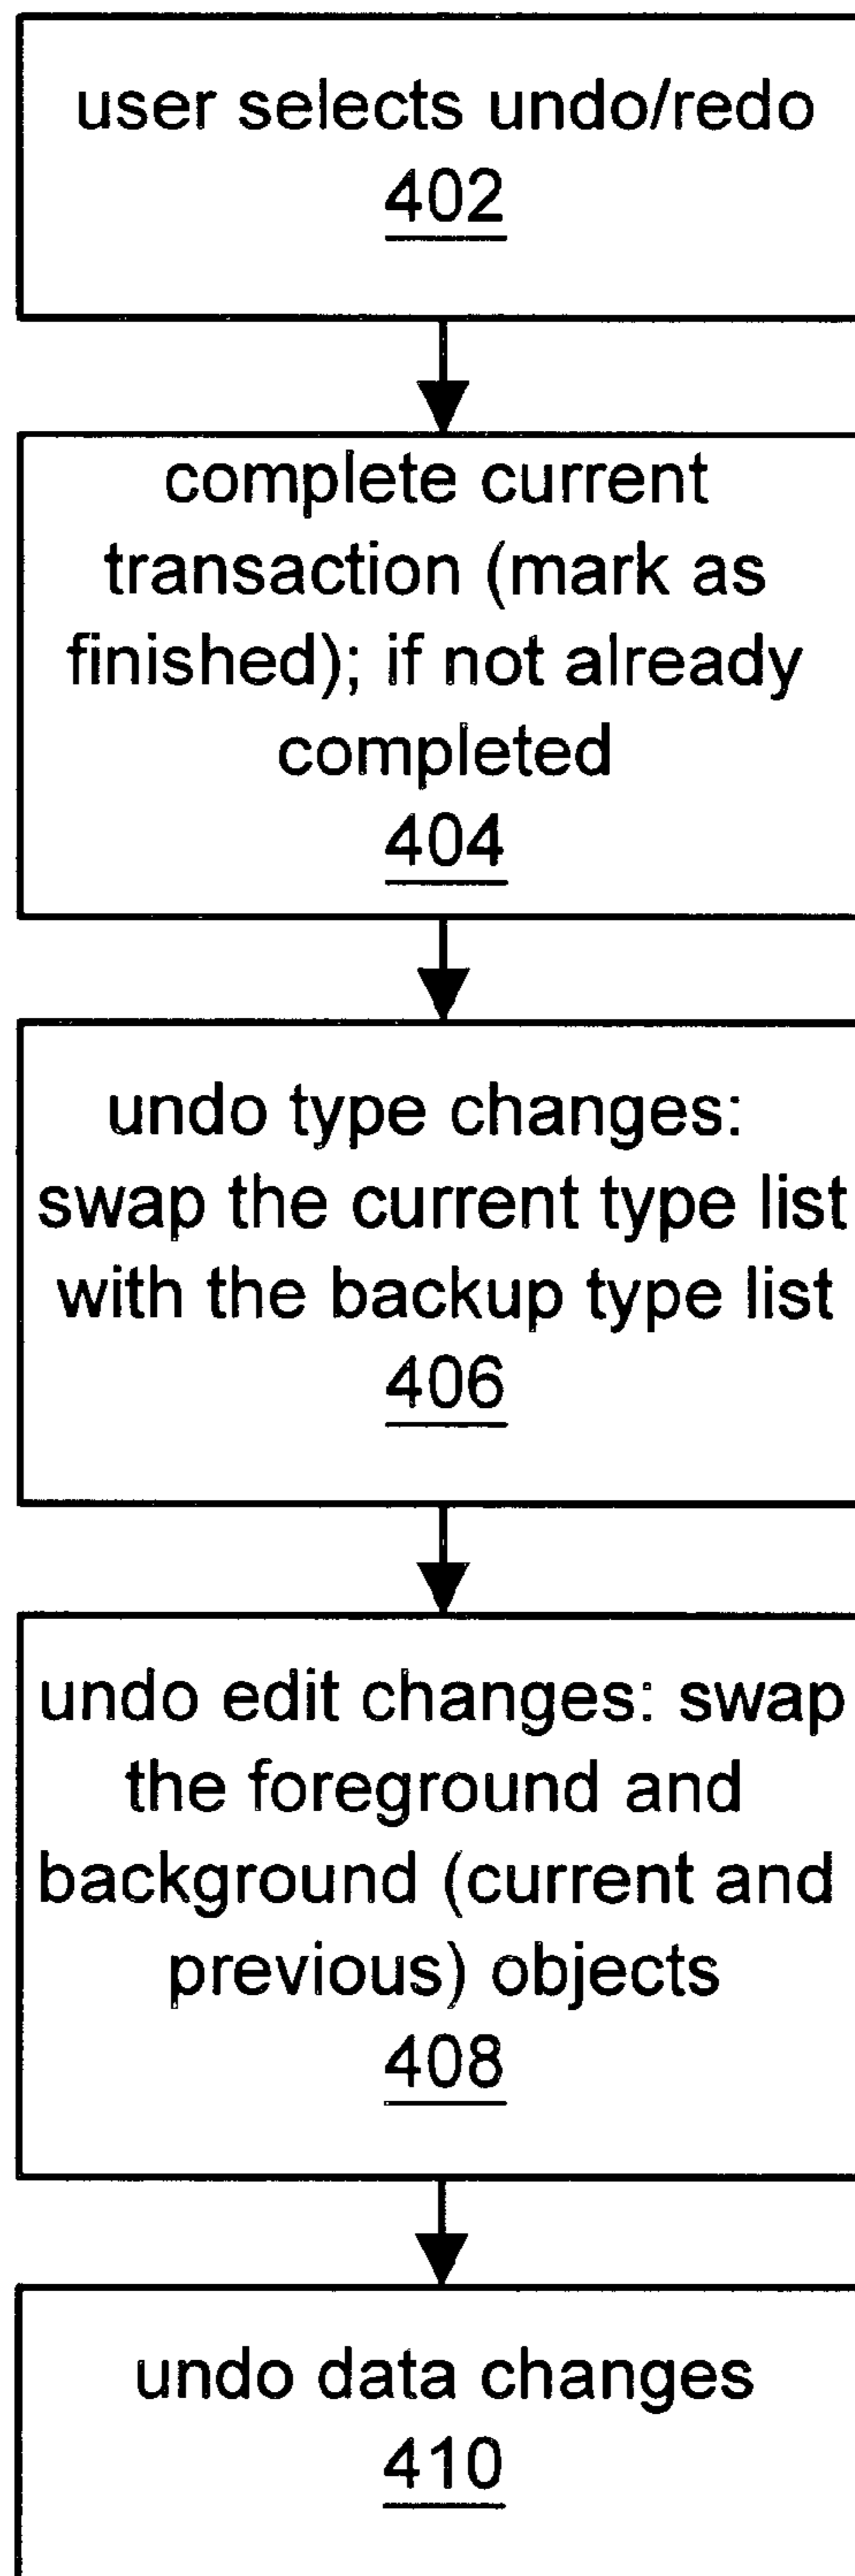 user selects undo/redo
402
complete current
transaction (mark as
finished); if not already
completed
404
undo type changes:
swap the current type list
with the backup type list
406
undo edit changes: swap
the foreground and
background (current and
previous) objects
408
undo data changes
410